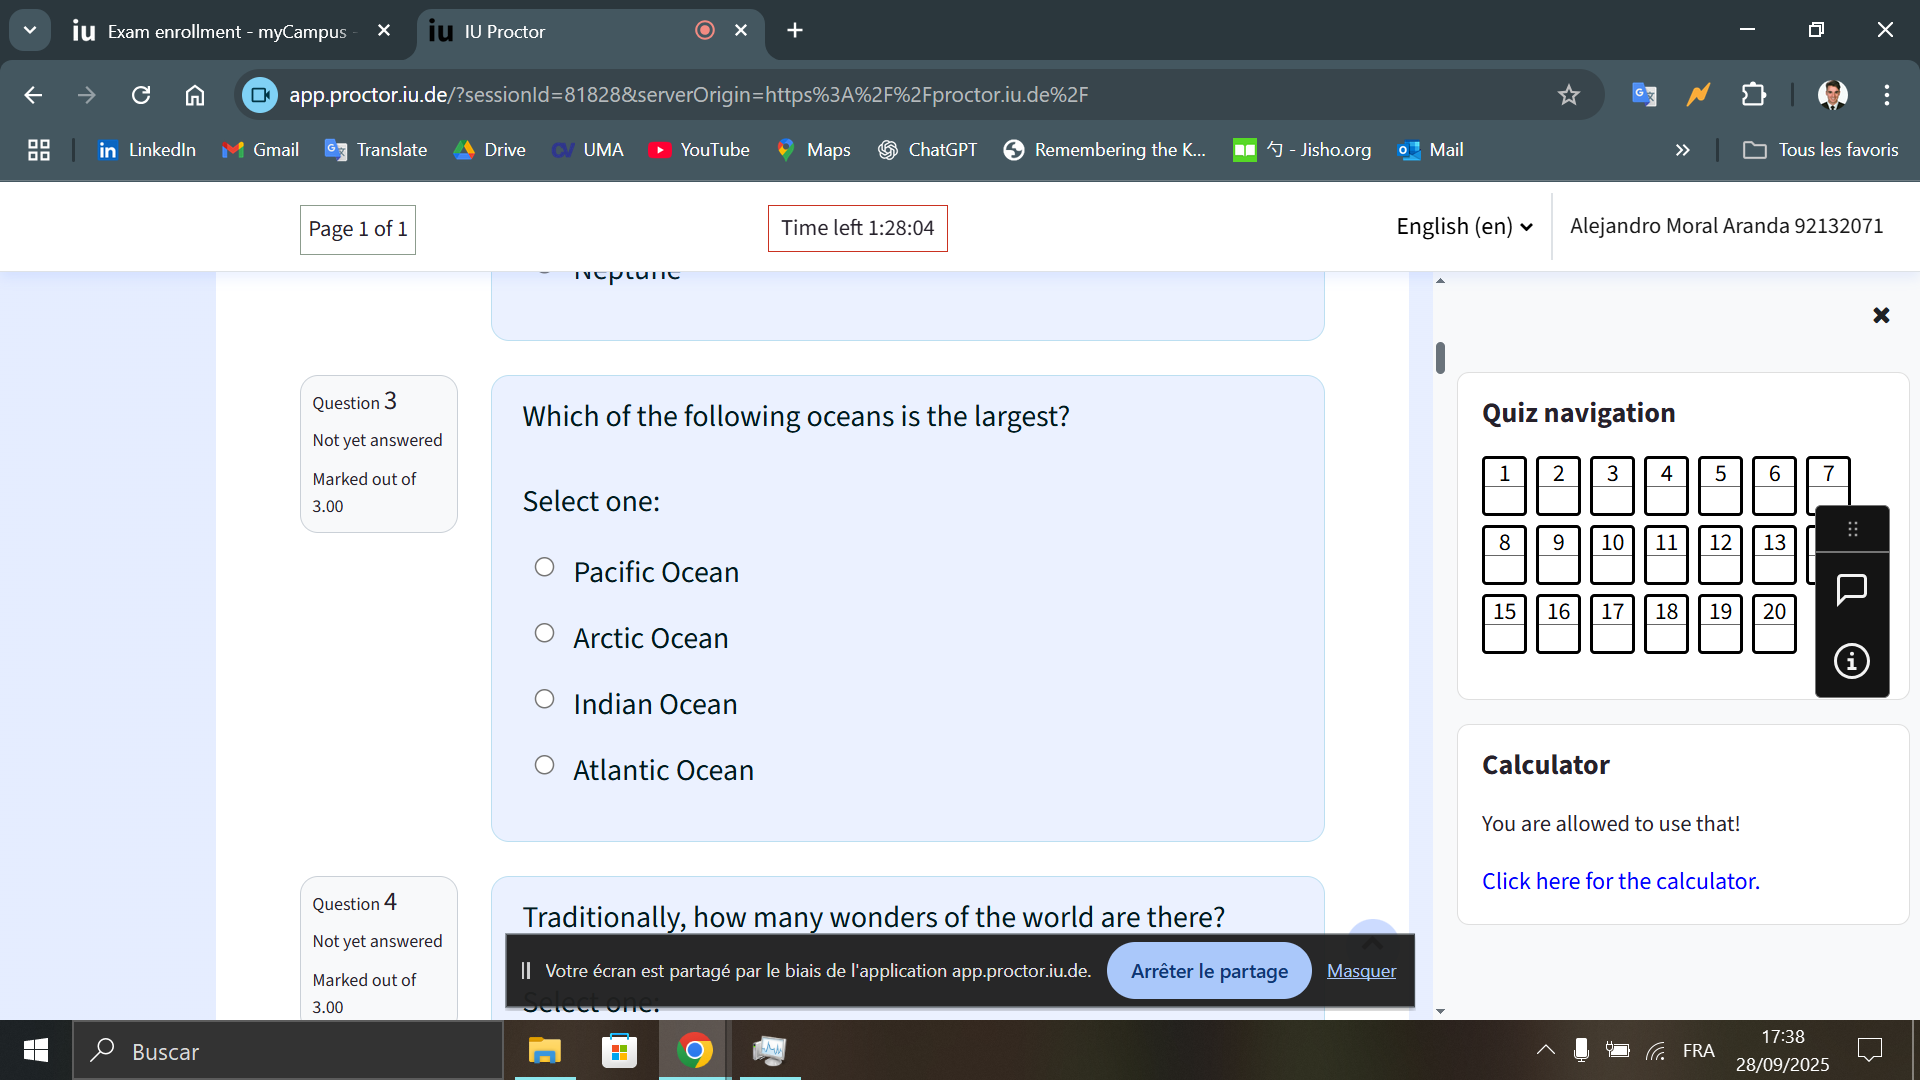 iu Exam enrollment - myCampus -
iu IU Proctor
app.proctor.iu.de/?sessionId=81828&serverOrigin=https%3A%2F%2Fproctor.iu.de%2F
LinkedIn Gmail Translate Drive UMA YouTube Maps ChatGPT Remembering the K... 勺 - Jisho.org Mail Tous les favoris
Page 1 of 1
Time left 1:28:04
English (en)
Alejandro Moral Aranda 92132071
Neptune
Question 3
Not yet answered
Marked out of
3.00
Which of the following oceans is the largest?
Select one:
Pacific Ocean
Arctic Ocean
Indian Ocean
Atlantic Ocean
Question 4
Not yet answered
Marked out of
3.00
Traditionally, how many wonders of the world are there?
Select one:
Votre écran est partagé par le biais de l'application app.proctor.iu.de. Arrêter le partage Masquer
Quiz navigation
1 2 3 4 5 6 7
8 9 10 11 12 13
15 16 17 18 19 20
Calculator
You are allowed to use that!
Click here for the calculator.
Buscar
FRA
17:38
28/09/2025